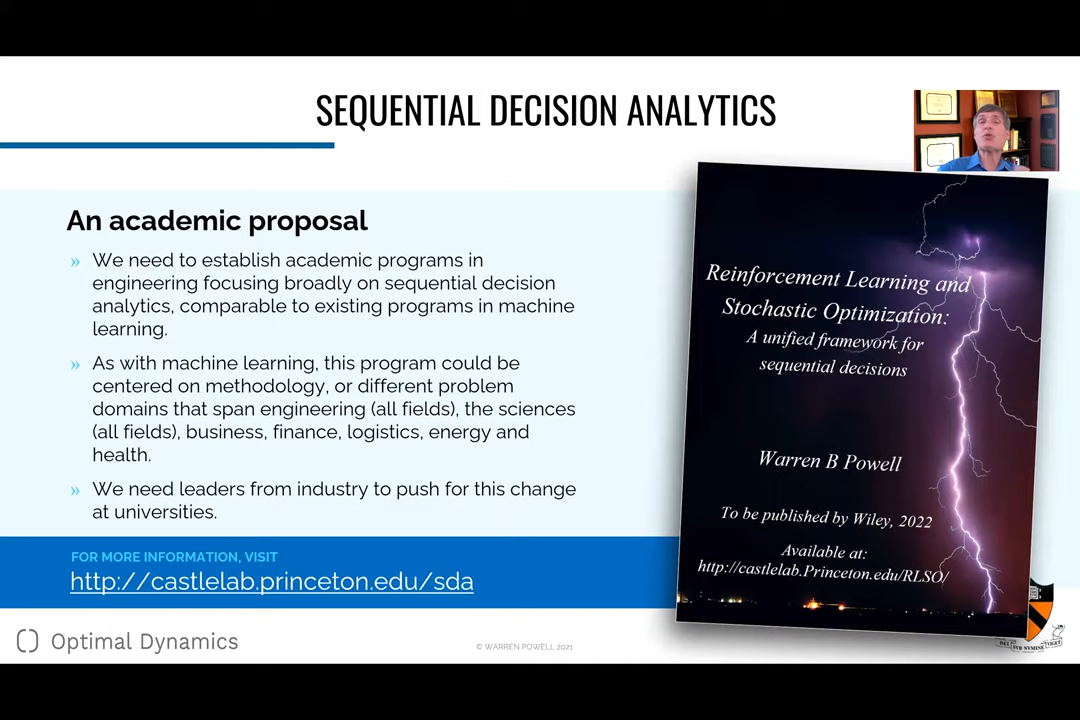 SEQUENTIAL DECISION ANALYTICS
An academic proposal
» We need to establish academic programs in
engineering focusing broadly on sequential decision
analytics, comparable to existing programs in machine
learning.
» As with machine learning, this program could be
centered on methodology, or different problem
domains that span engineering (all fields), the sciences
(all fields), business, finance, logistics, energy and
health.
» We need leaders from industry to push for this change
at universities.
FOR MORE INFORMATION, VISIT
http://castlelab.princeton.edu/sda
Reinforcement Learning and
Stochastic Optimization:
A unified framework for
sequential decisions
Warren B Powell
To be published by Wiley, 2022
Available at:
http://castlelab.Princeton.edu/RLSO/
Optimal Dynamics
© WARREN POWELL 2021